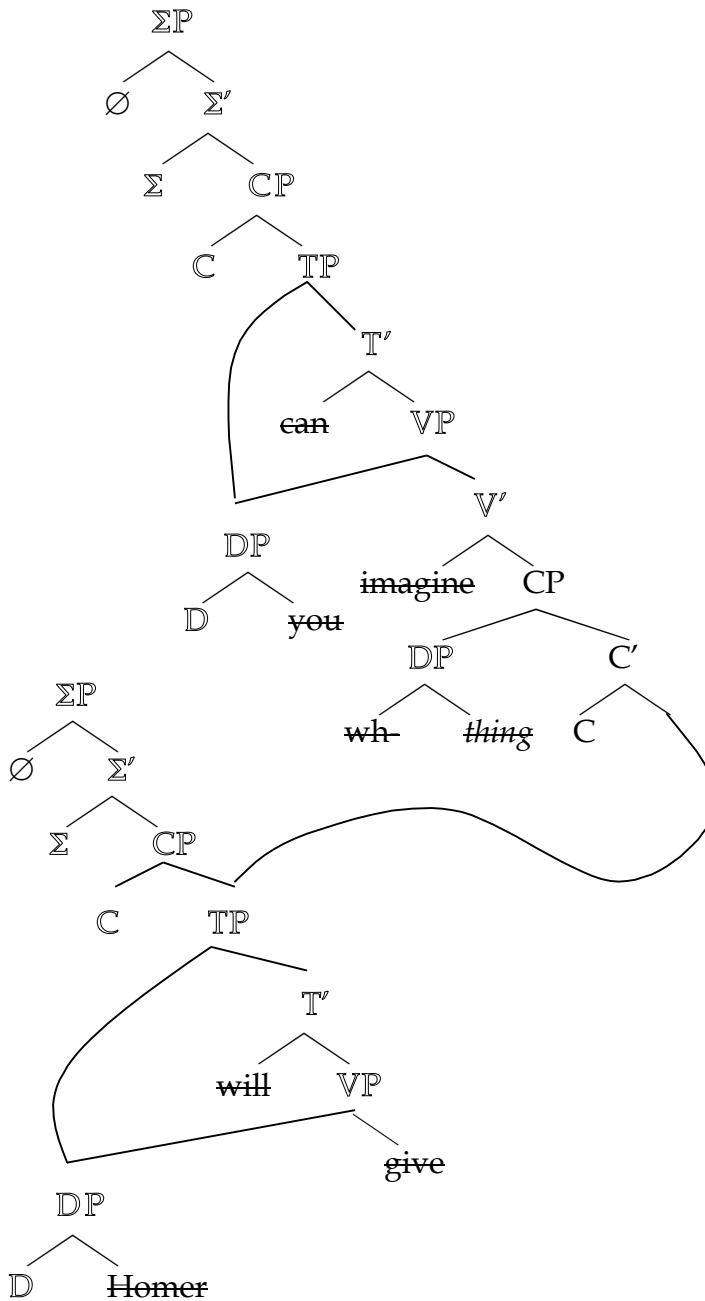 ΣP
∅ Σ′
Σ CP
C TP
T′
can VP
V′
DP
imagine CP
D you
DP C′
ΣP
wh- thing C
∅ Σ′
Σ CP
C TP
T′
will VP
give
DP
D Homer